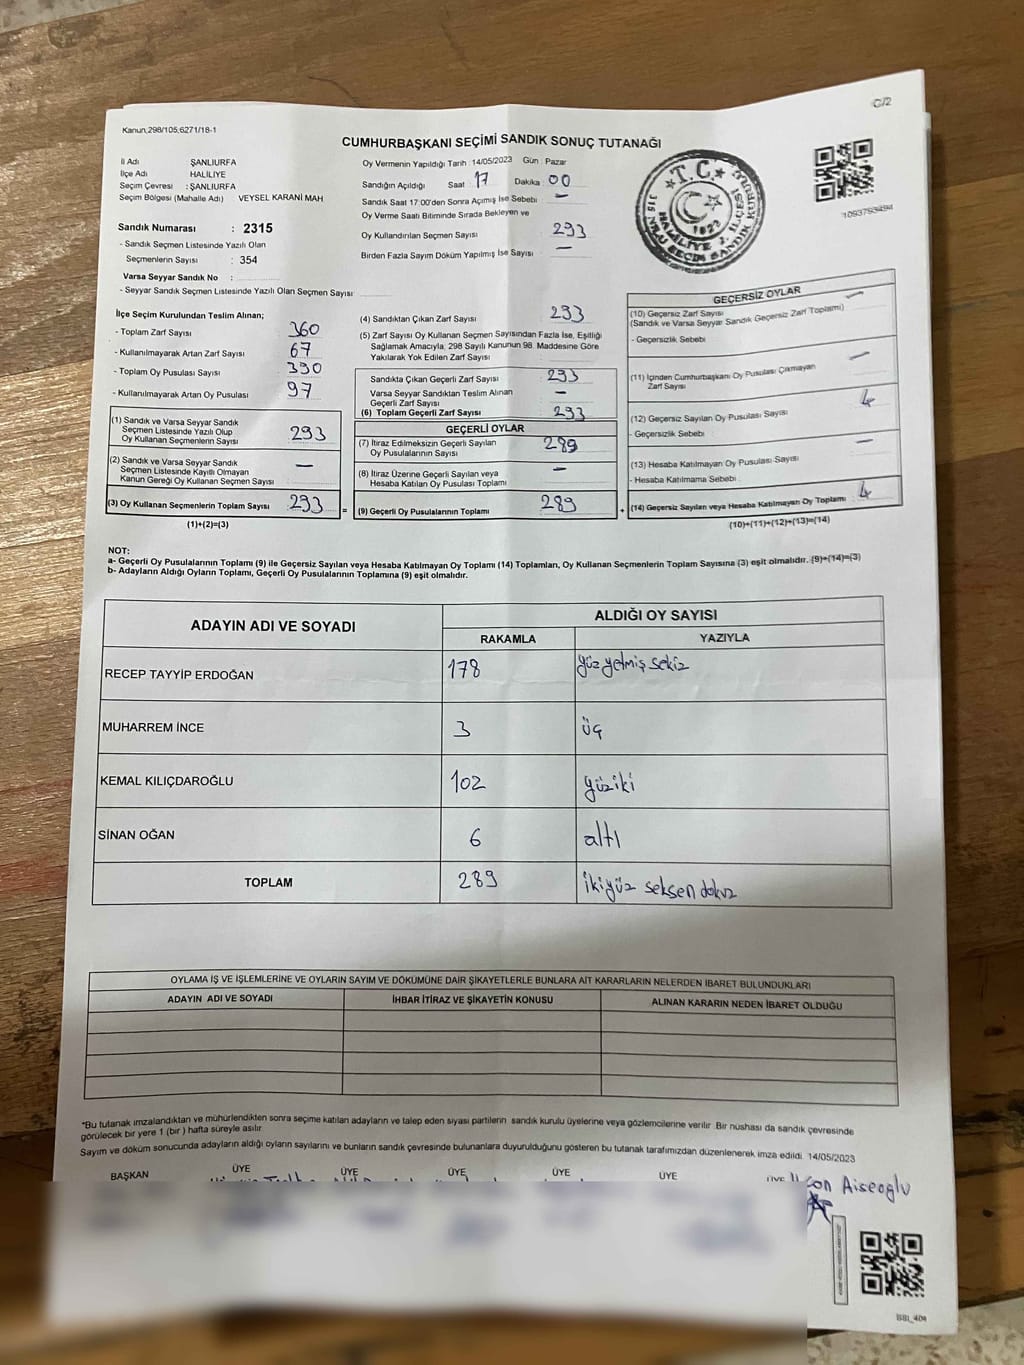 C/2
Kanun;298/105;6271/18-1
CUMHURBAŞKANI SEÇİMİ SANDIK SONUÇ TUTANAĞI
İl Adı ŞANLIURFA
İlçe Adı HALİLİYE
Seçim Çevresi : ŞANLIURFA
Seçim Bölgesi (Mahalle Adı) VEYSEL KARANİ MAH
Sandık Numarası : 2315
- Sandık Seçmen Listesinde Yazılı Olan
Seçmenlerin Sayısı : 354
Varsa Seyyar Sandık No :
- Seyyar Sandık Seçmen Listesinde Yazılı Olan Seçmen Sayısı
Oy Vermenin Yapıldığı Tarih : 14/05/2023 Gün : Pazar
Sandığın Açıldığı Saat 17 Dakika 00
Sandık Saat 17:00'den Sonra Açımış İse Sebebi : —
Oy Verme Saati Bitiminde Sırada Bekleyen ve
Oy Kullandırılan Seçmen Sayısı 293
Birden Fazla Sayım Döküm Yapılmış İse Sayısı —
T.C.
1923
315 NOLU SEÇİM SANDIK KURULU
HALİLİYE 1. İLÇESİ
1093793494
İlçe Seçim Kurulundan Teslim Alınan;
- Toplam Zarf Sayısı 360
- Kullanılmayarak Artan Zarf Sayısı 67
- Toplam Oy Pusulası Sayısı 390
- Kullanılmayarak Artan Oy Pusulası 97
(1) Sandık ve Varsa Seyyar Sandık
Seçmen Listesinde Yazılı Olup
Oy Kullanan Seçmenlerin Sayısı 293
(2) Sandık ve Varsa Seyyar Sandık
Seçmen Listesinde Kayıtlı Olmayan
Kanun Gereği Oy Kullanan Seçmen Sayısı —
(3) Oy Kullanan Seçmenlerin Toplam Sayısı 293 =
(1)+(2)=(3)
(4) Sandıktan Çıkan Zarf Sayısı 293
(5) Zarf Sayısı Oy Kullanan Seçmen Sayısından Fazla İse, Eşitliği
Sağlamak Amacıyla, 298 Sayılı Kanunun 98. Maddesine Göre
Yakılarak Yok Edilen Zarf Sayısı
Sandıkta Çıkan Geçerli Zarf Sayısı 293
Varsa Seyyar Sandıktan Teslim Alınan
Geçerli Zarf Sayısı —
(6) Toplam Geçerli Zarf Sayısı 293
GEÇERLİ OYLAR
(7) İtiraz Edilmeksizin Geçerli Sayılan
Oy Pusulalarının Sayısı 289
(8) İtiraz Üzerine Geçerli Sayılan veya
Hesaba Katılan Oy Pusulası Toplamı —
(9) Geçerli Oy Pusulalarının Toplamı 289 +
GEÇERSİZ OYLAR
(10) Geçersiz Zarf Sayısı —
(Sandık ve Varsa Seyyar Sandık Geçersiz Zarf Toplamı)
- Geçersizlik Sebebi :
(11) İçinden Cumhurbaşkanı Oy Pusulası Çıkmayan
Zarf Sayısı —
(12) Geçersiz Sayılan Oy Pusulası Sayısı 4
- Geçersizlik Sebebi :
(13) Hesaba Katılmayan Oy Pusulası Sayısı —
- Hesaba Katılmama Sebebi :
(14) Geçersiz Sayılan veya Hesaba Katılmayan Oy Toplamı 4
(10)+(11)+(12)+(13)=(14)
NOT:
a- Geçerli Oy Pusulalarının Toplamı (9) ile Geçersiz Sayılan veya Hesaba Katılmayan Oy Toplamı (14) Toplamları, Oy Kullanan Seçmenlerin Toplam Sayısına (3) eşit olmalıdır. (9)+(14)=(3)
b- Adayların Aldığı Oyların Toplamı, Geçerli Oy Pusulalarının Toplamına (9) eşit olmalıdır.
ADAYIN ADI VE SOYADI ALDIĞI OY SAYISI
RAKAMLA YAZIYLA
RECEP TAYYİP ERDOĞAN 178 yüz yetmiş sekiz
MUHARREM İNCE 3 üç
KEMAL KILIÇDAROĞLU 102 yüziki
SİNAN OĞAN 6 altı
TOPLAM 289 ikiyüz seksen dokuz
OYLAMA İŞ VE İŞLEMLERİNE VE OYLARIN SAYIM VE DÖKÜMÜNE DAİR ŞİKAYETLERLE BUNLARA AİT KARARLARIN NELERDEN İBARET BULUNDUKLARI
ADAYIN ADI VE SOYADI İHBAR İTİRAZ VE ŞİKAYETİN KONUSU ALINAN KARARIN NEDEN İBARET OLDUĞU
*Bu tutanak imzalandıktan ve mühürlendikten sonra seçime katılan adayların ve talep eden siyasi partilerin sandık kurulu üyelerine veya gözlemcilerine verilir. Bir nüshası da sandık çevresinde
görülecek bir yere 1 (bir) hafta süreyle asılır.
Sayım ve döküm sonucunda adayların aldığı oyların sayılarını ve bunların sandık çevresinde bulunanlara duyurulduğunu gösteren bu tutanak tarafımızdan düzenlenerek imza edildi. 14/05/2023
BAŞKAN ÜYE ÜYE ÜYE ÜYE ÜYE ÜYE
Aiseoglu
BBI_404